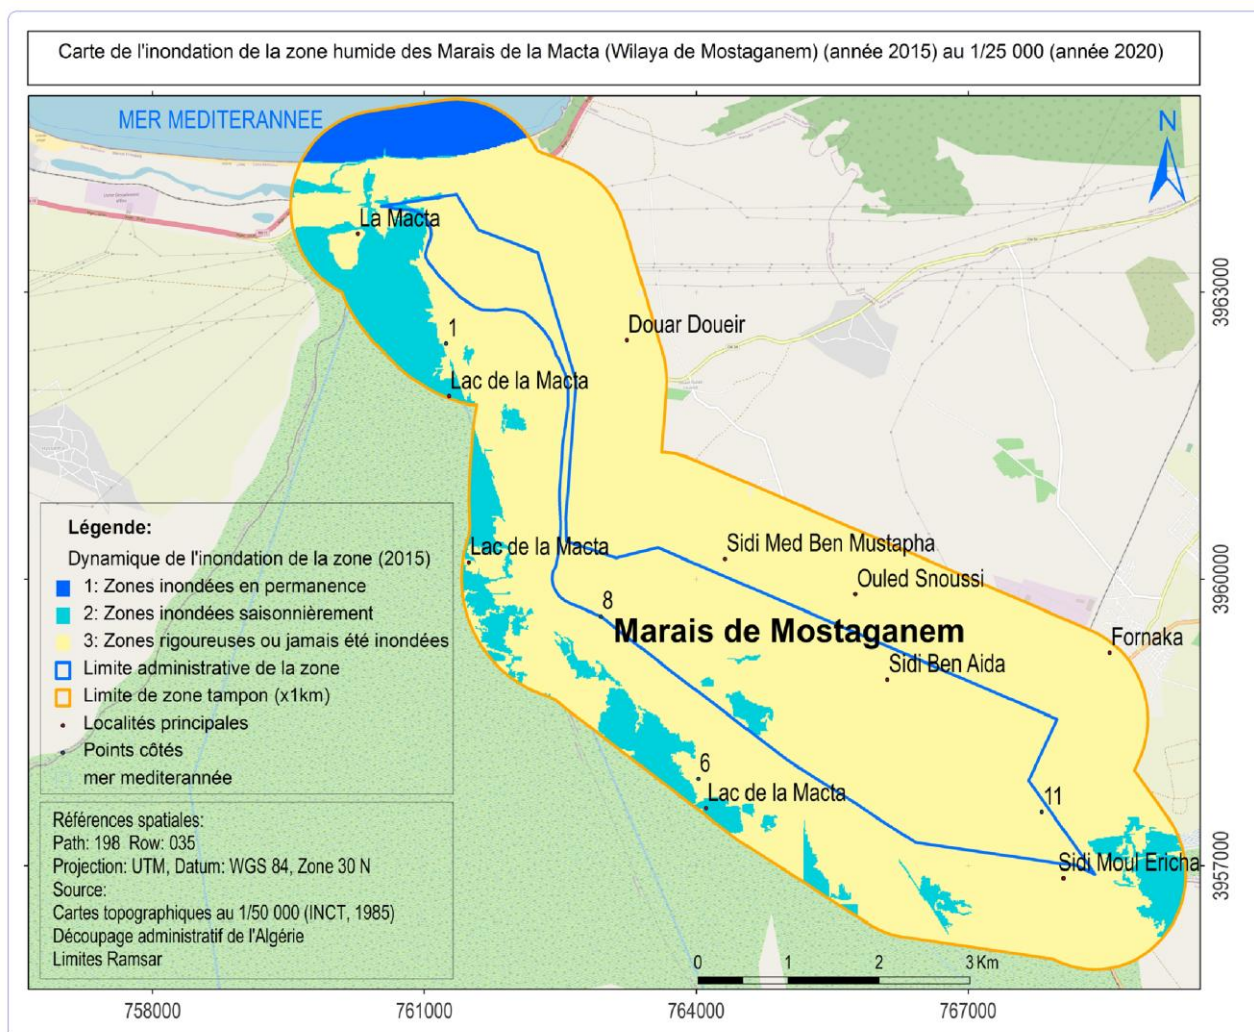 Carte de l'inondation de la zone humide des Marais de la Macta (Wilaya de Mostaganem) (année 2015) au 1/25 000 (année 2020)
MER MEDITERANNEE
N
La Macta
3963000
Douar Doueir
1
Lac de la Macta
Légende:
Dynamique de l'inondation de la zone (2015)
1: Zones inondées en permanence
2: Zones inondées saisonnièrement
3: Zones rigoureuses ou jamais été inondées
Limite administrative de la zone
Limite de zone tampon (x1km)
Localités principales
Points côtés
mer mediterannée
Lac de la Macta
Sidi Med Ben Mustapha
Ouled Snoussi
3960000
8
Marais de Mostaganem
Fornaka
Sidi Ben Aida
6
Lac de la Macta
11
Sidi Moul Ericha
3957000
Références spatiales:
Path: 198 Row: 035
Projection: UTM, Datum: WGS 84, Zone 30 N
Source:
Cartes topographiques au 1/50 000 (INCT, 1985)
Découpage administratif de l'Algérie
Limites Ramsar
0 1 2 3 Km
758000 761000 764000 767000